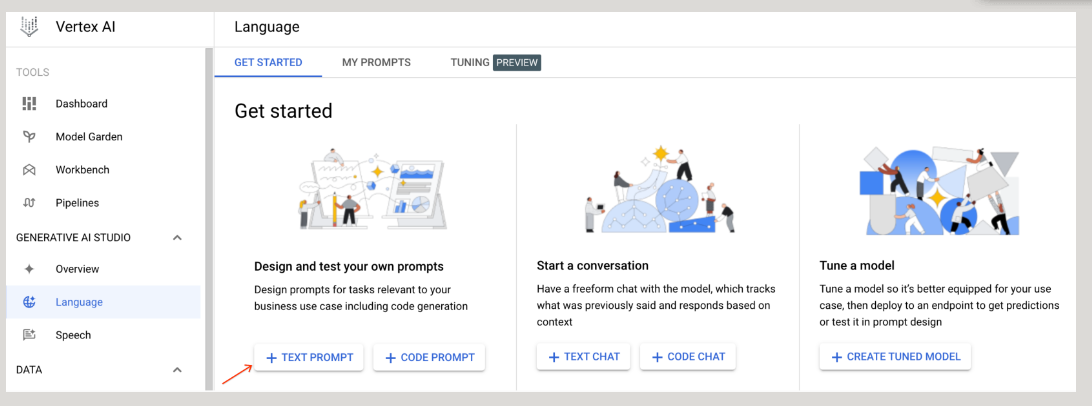 Vertex AI
TOOLS
Dashboard
Model Garden
Workbench
Pipelines
GENERATIVE AI STUDIO
Overview
Language
Speech
DATA
Language
GET STARTED
MY PROMPTS
TUNING PREVIEW
Get started
Design and test your own prompts
Design prompts for tasks relevant to your
business use case including code generation
+ TEXT PROMPT
+ CODE PROMPT
Start a conversation
Have a freeform chat with the model, which tracks
what was previously said and responds based on
context
+ TEXT CHAT
+ CODE CHAT
Tune a model
Tune a model so it's better equipped for your use
case, then deploy to an endpoint to get predictions
or test it in prompt design
+ CREATE TUNED MODEL